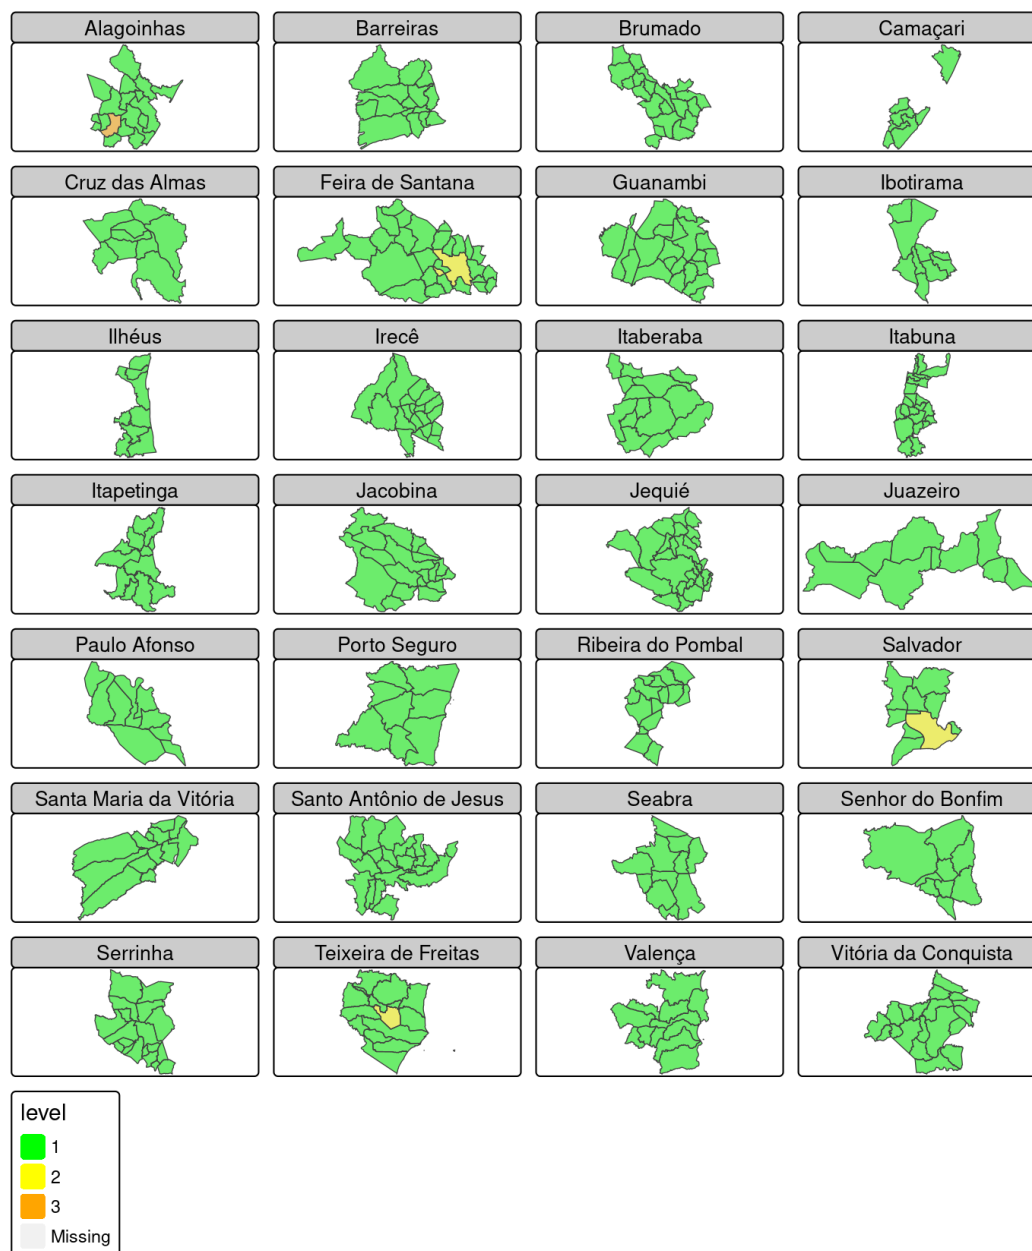 Alagoinhas
Barreiras
Brumado
Camaçari
Cruz das Almas
Feira de Santana
Guanambi
Ibotirama
Ilhéus
Irecê
Itaberaba
Itabuna
Itapetinga
Jacobina
Jequié
Juazeiro
Paulo Afonso
Porto Seguro
Ribeira do Pombal
Salvador
Santa Maria da Vitória
Santo Antônio de Jesus
Seabra
Senhor do Bonfim
Serrinha
Teixeira de Freitas
Valença
Vitória da Conquista
level
1
2
3
Missing